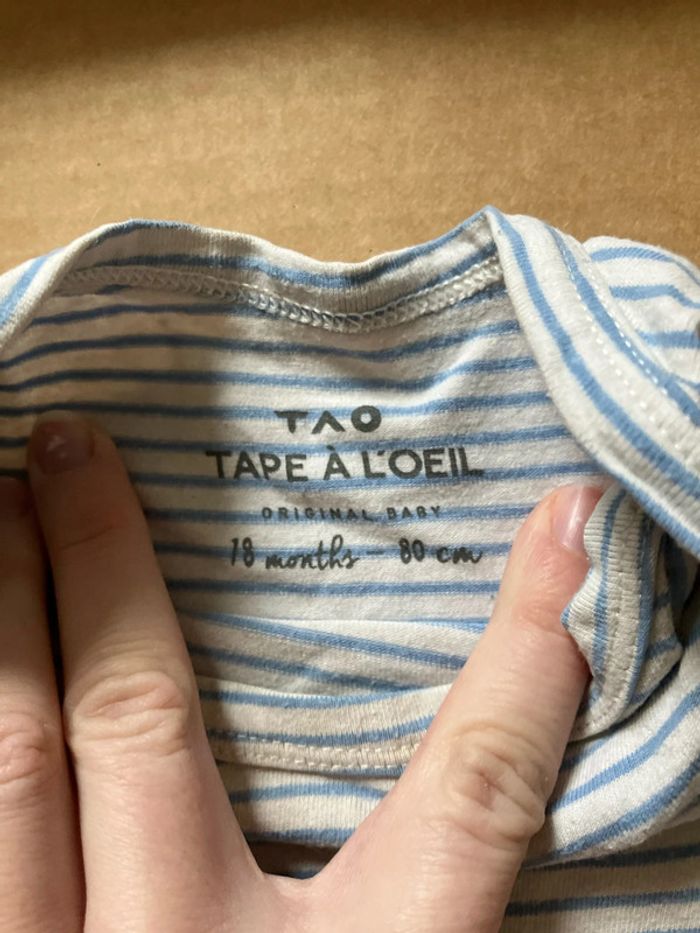 TAO
TAPE À L'OEIL
ORIGINAL BABY
18 months - 80 cm